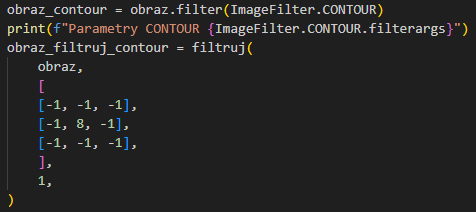 obraz_contour = obraz.filter(ImageFilter.CONTOUR)
print(f"Parametry CONTOUR {ImageFilter.CONTOUR.filterargs}")
obraz_filtruj_contour = filtruj(
    obraz,
    [
    [-1, -1, -1],
    [-1, 8, -1],
    [-1, -1, -1],
    ],
    1,
)